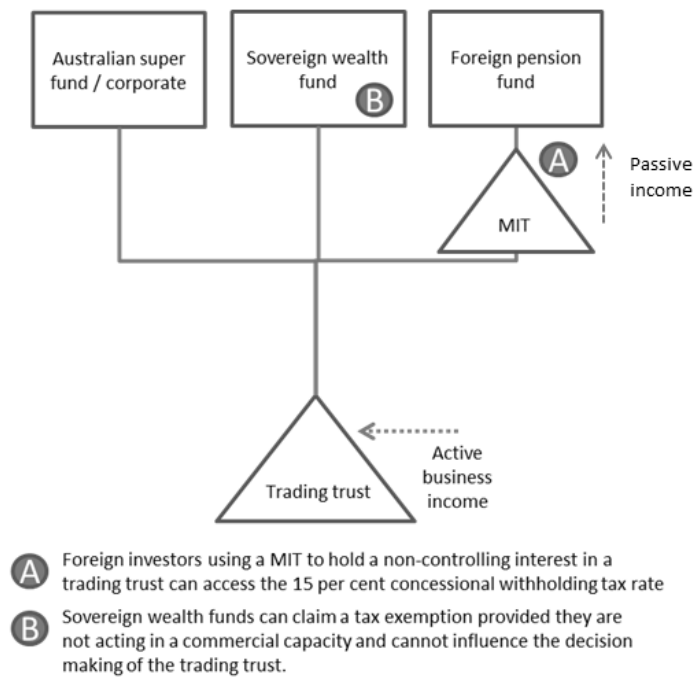 Australian super
fund / corporate
Sovereign wealth
fund
B
Foreign pension
fund
A
Passive
income
MIT
Trading trust
Active
business
income
A
Foreign investors using a MIT to hold a non-controlling interest in a
trading trust can access the 15 per cent concessional withholding tax rate
B
Sovereign wealth funds can claim a tax exemption provided they are
not acting in a commercial capacity and cannot influence the decision
making of the trading trust.